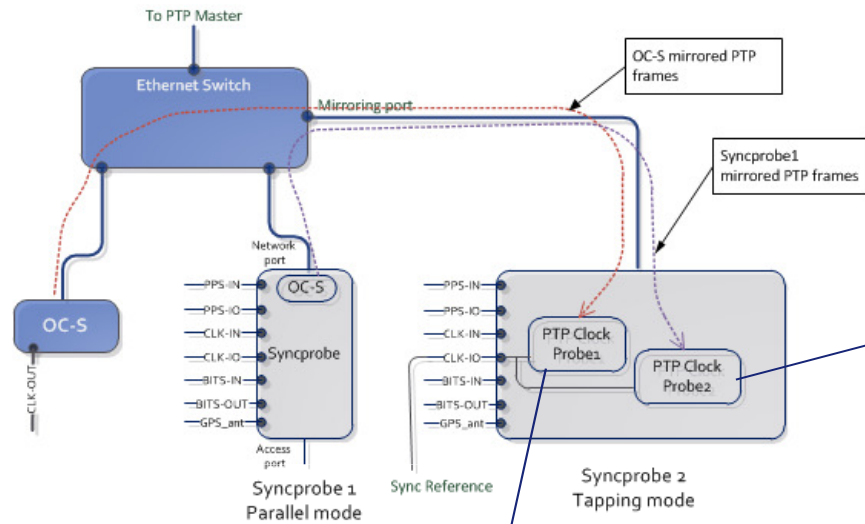 To PTP Master
OC-S mirrored PTP
frames
Ethernet Switch
Mirroring port
Syncprobe1
mirrored PTP frames
Network
port
PPS-IN
OC-S
PPS-IO
CLK-IN
Syncprobe
CLK-IO
BITS-IN
BITS-OUT
GPS_ant
Access
port
OC-S
CLK-OUT
PPS-IN
PPS-IO
CLK-IN
CLK-IO
BITS-IN
BITS-OUT
GPS_ant
PTP Clock
Probe1
PTP Clock
Probe2
Syncprobe 1
Parallel mode
Sync Reference
Syncprobe 2
Tapping mode